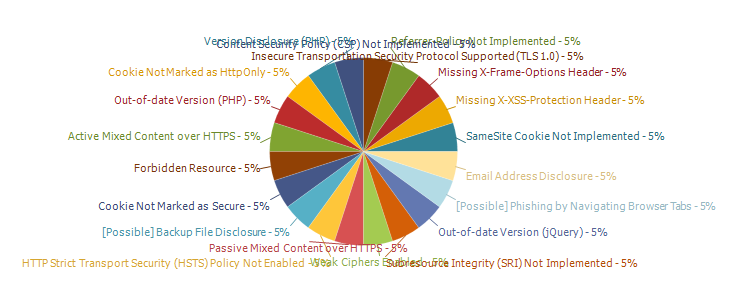 Version Disclosure (PHP) - 5%
Referrer-Policy Not Implemented - 5%
Content Security Policy (CSP) Not Implemented - 5%
Insecure Transportation Security Protocol Supported (TLS 1.0) - 5%
Cookie Not Marked as HttpOnly - 5%
Missing X-Frame-Options Header - 5%
Out-of-date Version (PHP) - 5%
Missing X-XSS-Protection Header - 5%
Active Mixed Content over HTTPS - 5%
SameSite Cookie Not Implemented - 5%
Forbidden Resource - 5%
Email Address Disclosure - 5%
Cookie Not Marked as Secure - 5%
[Possible] Phishing by Navigating Browser Tabs - 5%
[Possible] Backup File Disclosure - 5%
Out-of-date Version (jQuery) - 5%
Passive Mixed Content over HTTPS - 5%
HTTP Strict Transport Security (HSTS) Policy Not Enabled - 5%
Weak Ciphers Enabled - 5%
Subresource Integrity (SRI) Not Implemented - 5%